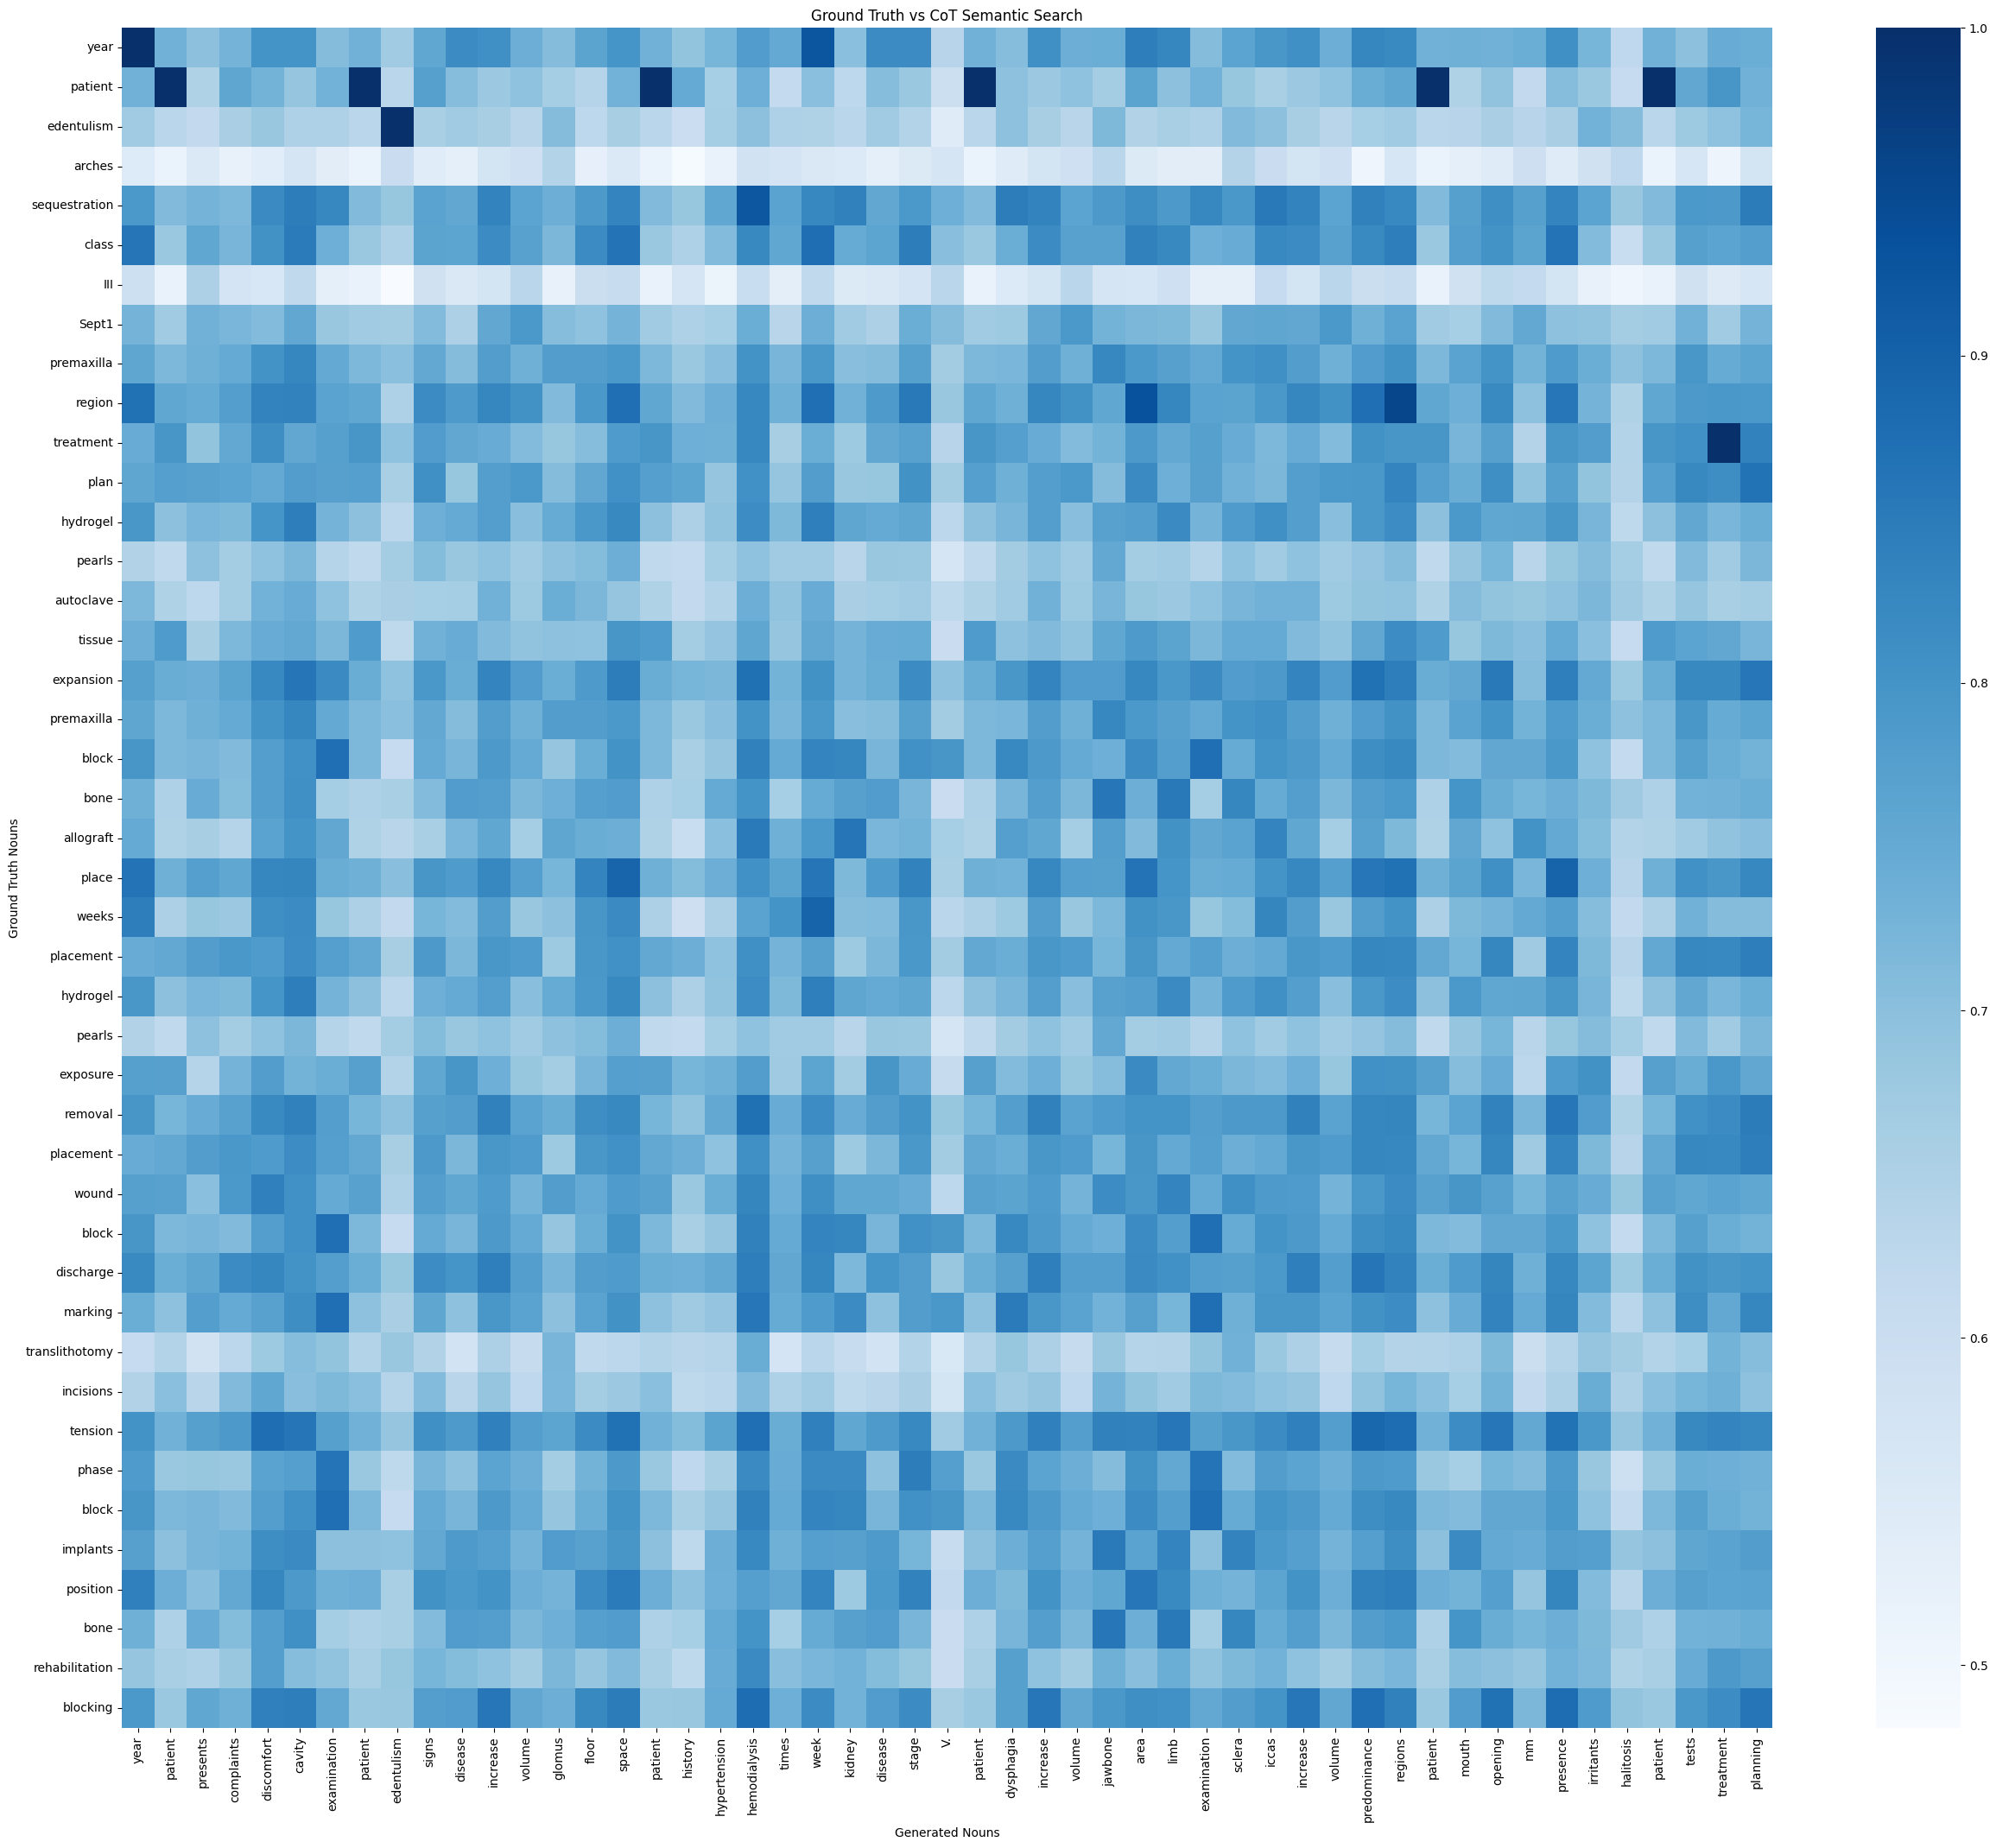 Ground Truth vs CoT Semantic Search
Ground Truth Nouns
year
patient
edentulism
arches
sequestration
class
III
Sept1
premaxilla
region
treatment
plan
hydrogel
pearls
autoclave
tissue
expansion
premaxilla
block
bone
allograft
place
weeks
placement
hydrogel
pearls
exposure
removal
placement
wound
block
discharge
marking
translithotomy
incisions
tension
phase
block
implants
position
bone
rehabilitation
blocking
year
patient
presents
complaints
discomfort
cavity
examination
patient
edentulism
signs
disease
increase
volume
glomus
floor
space
patient
history
hypertension
hemodialysis
times
week
kidney
disease
stage
V.
patient
dysphagia
increase
volume
jawbone
area
limb
examination
sclera
iccas
increase
volume
predominance
regions
patient
mouth
opening
mm
presence
irritants
halitosis
patient
tests
treatment
planning
Generated Nouns
1.0
0.9
0.8
0.7
0.6
0.5